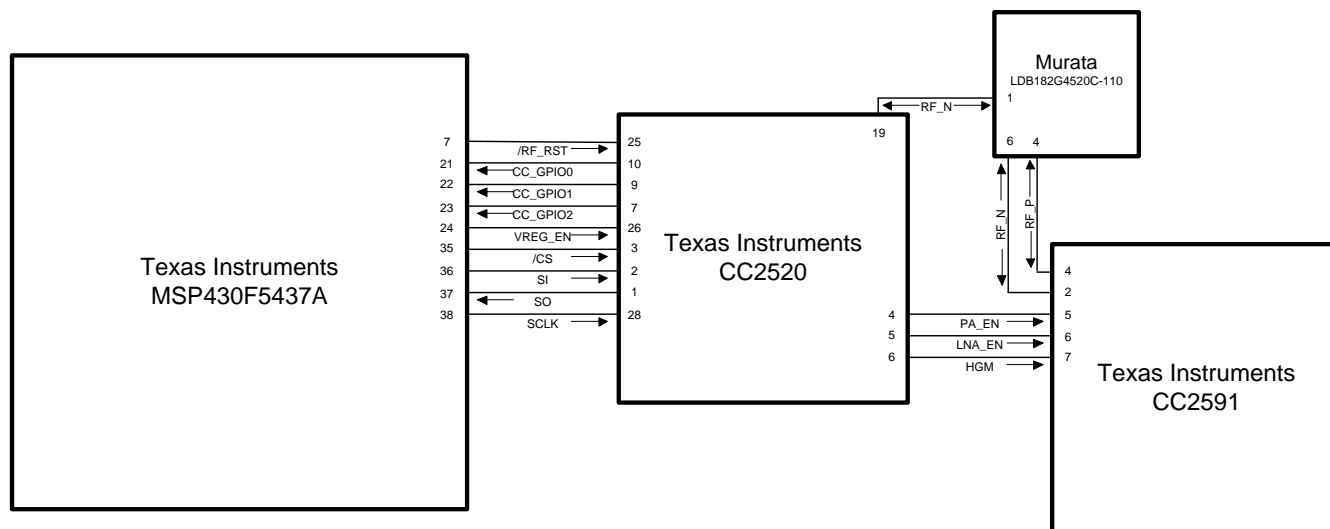 Murata
LDB182G4520C-110
1
6 4
RF_N
19
7 /RF_RST 25
21 CC_GPIO0 10
22 CC_GPIO1 9
23 CC_GPIO2 7
24 VREG_EN 26
35 /CS 3
36 SI 2
37 SO 1
38 SCLK 28
Texas Instruments
MSP430F5437A
Texas Instruments
CC2520
RF_N
RF_P
4
2
4 PA_EN 5
5 LNA_EN 6
6 HGM 7
Texas Instruments
CC2591